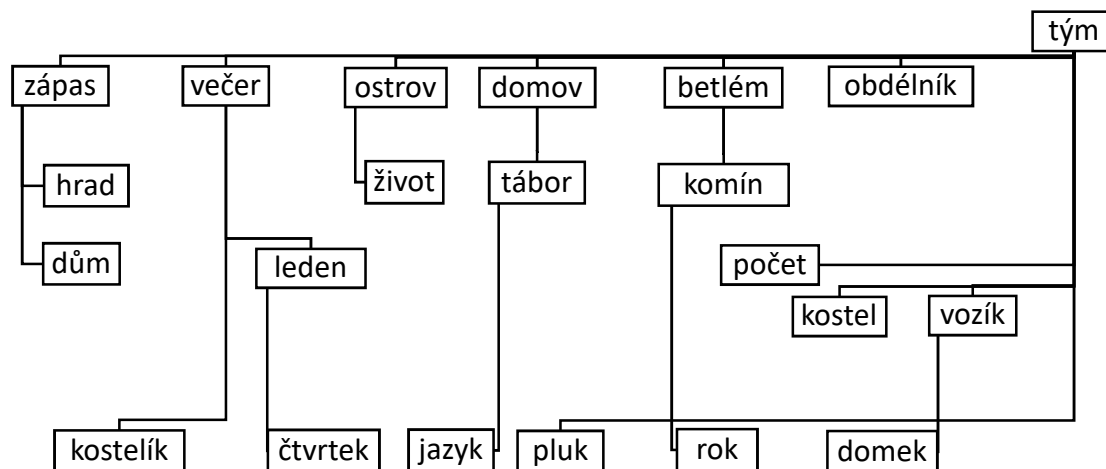 tým
zápas
večer
ostrov
domov
betlém
obdélník
hrad
život
tábor
komín
dům
leden
počet
kostel
vozík
kostelík
čtvrtek
jazyk
pluk
rok
domek